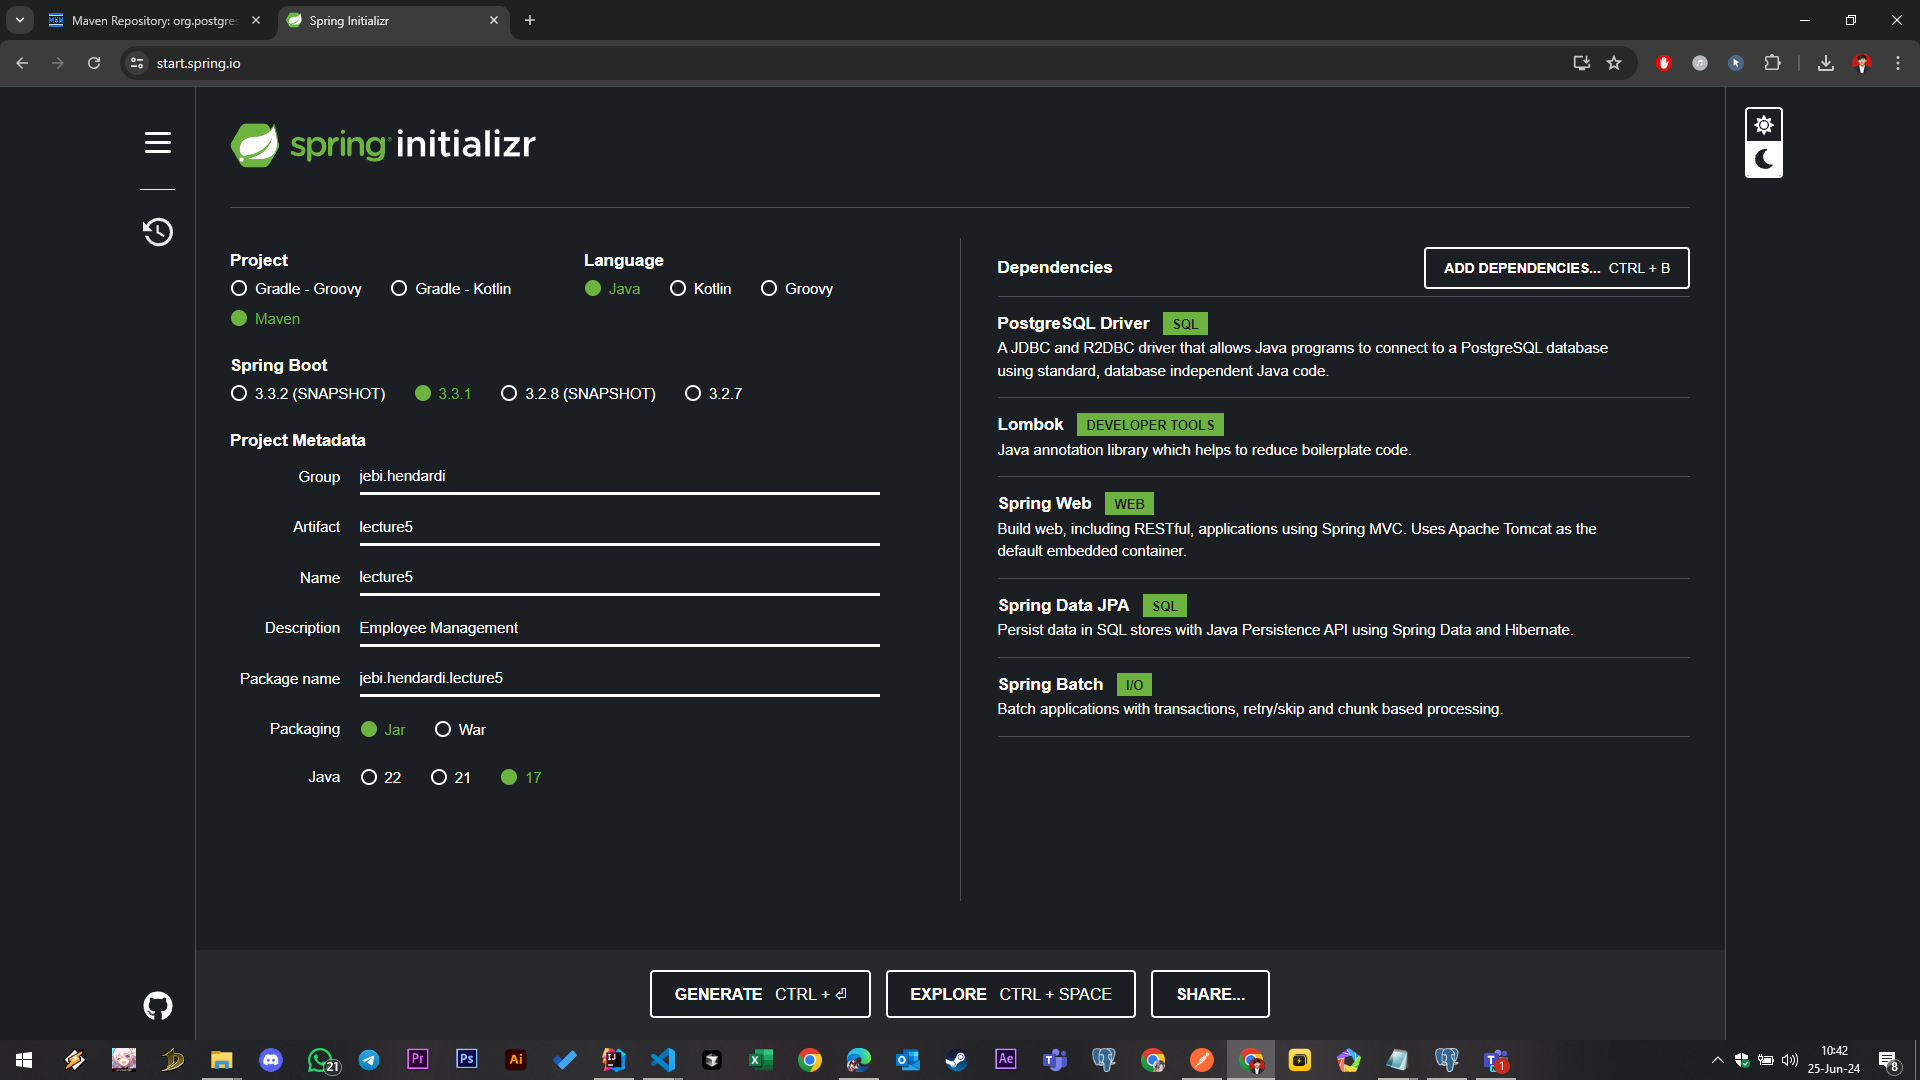 Maven Repository: org.postgres
Spring Initializr
start.spring.io
spring initializr
Project
Gradle - Groovy
Gradle - Kotlin
Maven
Language
Java
Kotlin
Groovy
Spring Boot
3.3.2 (SNAPSHOT)
3.3.1
3.2.8 (SNAPSHOT)
3.2.7
Project Metadata
Group
jebi.hendardi
Artifact
lecture5
Name
lecture5
Description
Employee Management
Package name
jebi.hendardi.lecture5
Packaging
Jar
War
Java
22
21
17
Dependencies
ADD DEPENDENCIES... CTRL + B
PostgreSQL Driver SQL
A JDBC and R2DBC driver that allows Java programs to connect to a PostgreSQL database
using standard, database independent Java code.
Lombok DEVELOPER TOOLS
Java annotation library which helps to reduce boilerplate code.
Spring Web WEB
Build web, including RESTful, applications using Spring MVC. Uses Apache Tomcat as the
default embedded container.
Spring Data JPA SQL
Persist data in SQL stores with Java Persistence API using Spring Data and Hibernate.
Spring Batch I/O
Batch applications with transactions, retry/skip and chunk based processing.
GENERATE CTRL + ⏎
EXPLORE CTRL + SPACE
SHARE...
21
Pr
Ps
Ai
Ae
1
10:42
25-Jun-24
8